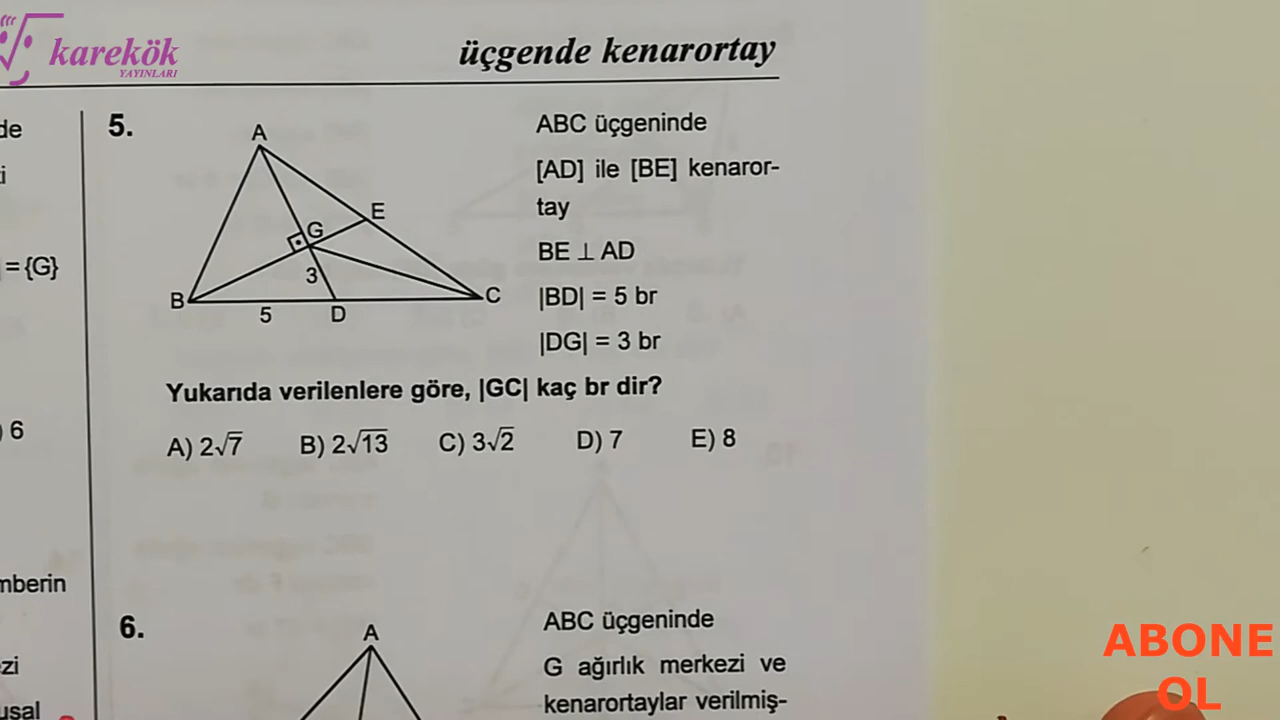 karekök
YAYINLARI
üçgende kenarortay
de
i
= {G}
6
mberin
zi
usal
5.
A
E
G
3
B
5
D
C
ABC üçgeninde
[AD] ile [BE] kenaror-
tay
BE ⊥ AD
|BD| = 5 br
|DG| = 3 br
Yukarıda verilenlere göre, |GC| kaç br dir?
A) 2√7 B) 2√13 C) 3√2 D) 7 E) 8
6.
A
ABC üçgeninde
G ağırlık merkezi ve
kenarortaylar verilmiş-
ABONE
OL